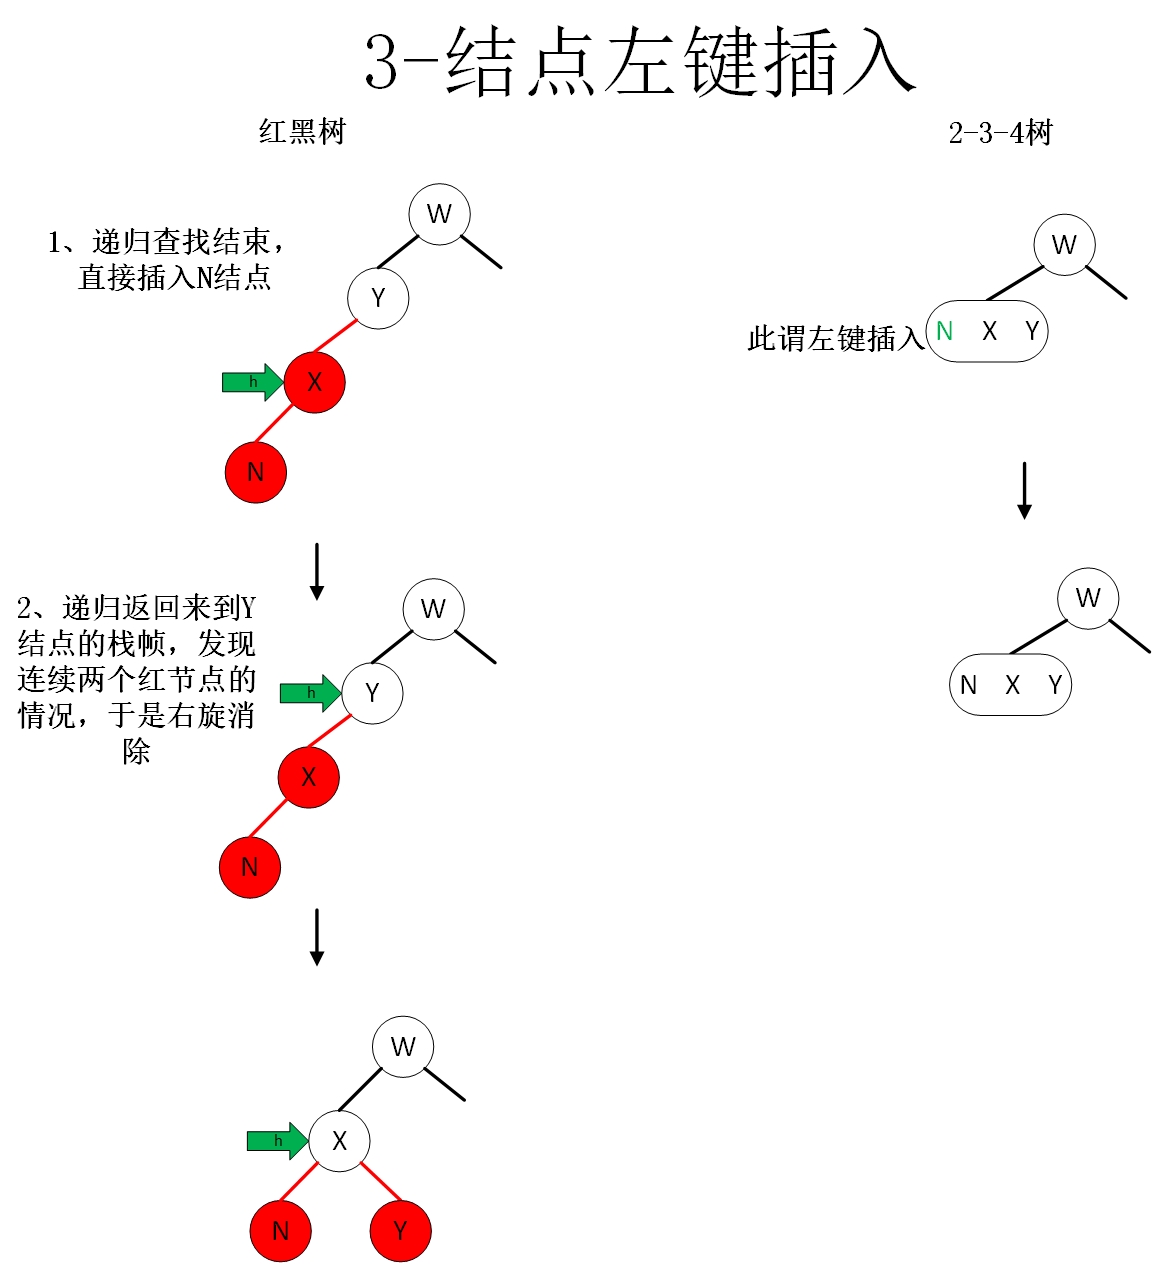 3-结点左键插入
红黑树
2-3-4树
1、递归查找结束，
直接插入N结点
W
Y
h
X
N
W
此谓左键插入
N X Y
2、递归返回来到Y
结点的栈帧，发现
连续两个红节点的
情况，于是右旋消
除
W
h
Y
X
N
W
N X Y
W
h
X
N
Y